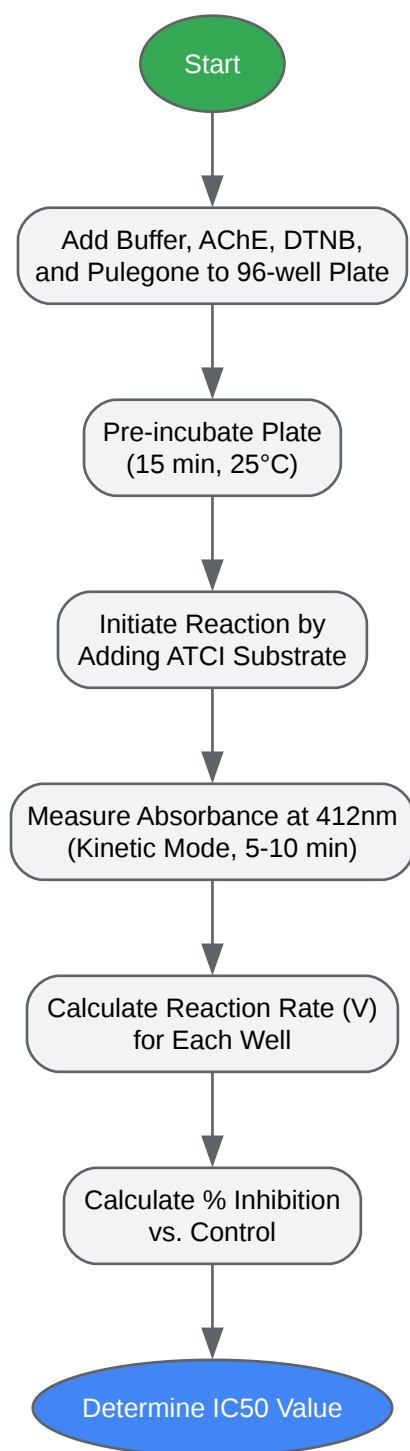 Start
Add Buffer, AChE, DTNB,
and Pulegone to 96-well Plate
Pre-incubate Plate
(15 min, 25°C)
Initiate Reaction by
Adding ATCI Substrate
Measure Absorbance at 412nm
(Kinetic Mode, 5-10 min)
Calculate Reaction Rate (V)
for Each Well
Calculate % Inhibition
vs. Control
Determine IC50 Value